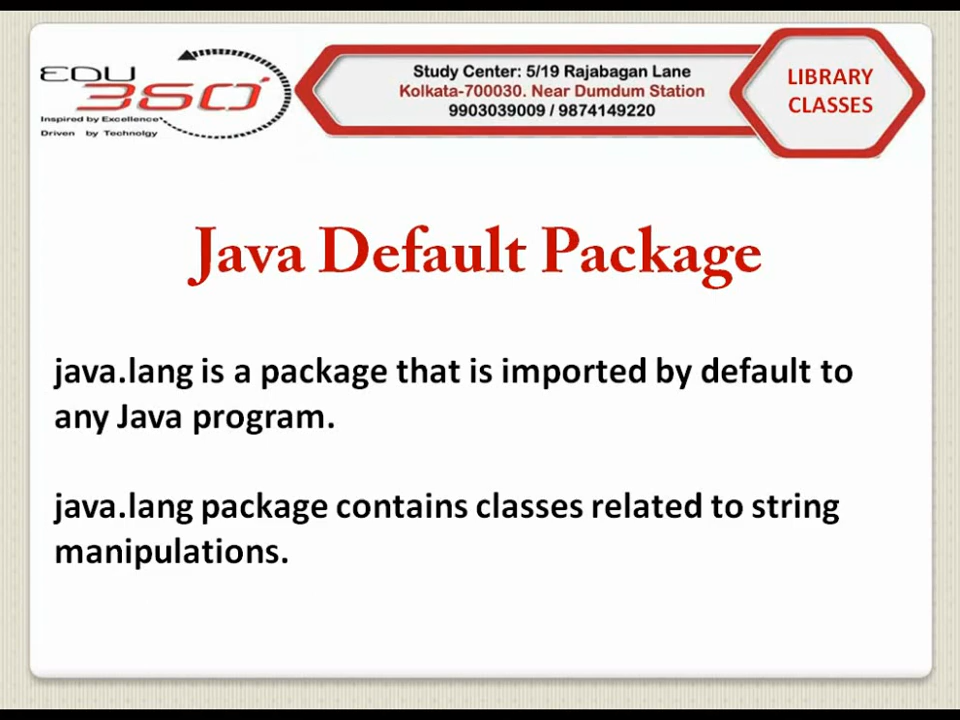 EDU
360
Inspired by Excellence
Driven by Technolgy
Study Center: 5/19 Rajabagan Lane
Kolkata-700030. Near Dumdum Station
9903039009 / 9874149220
LIBRARY
CLASSES
Java Default Package
java.lang is a package that is imported by default to
any Java program.
java.lang package contains classes related to string
manipulations.